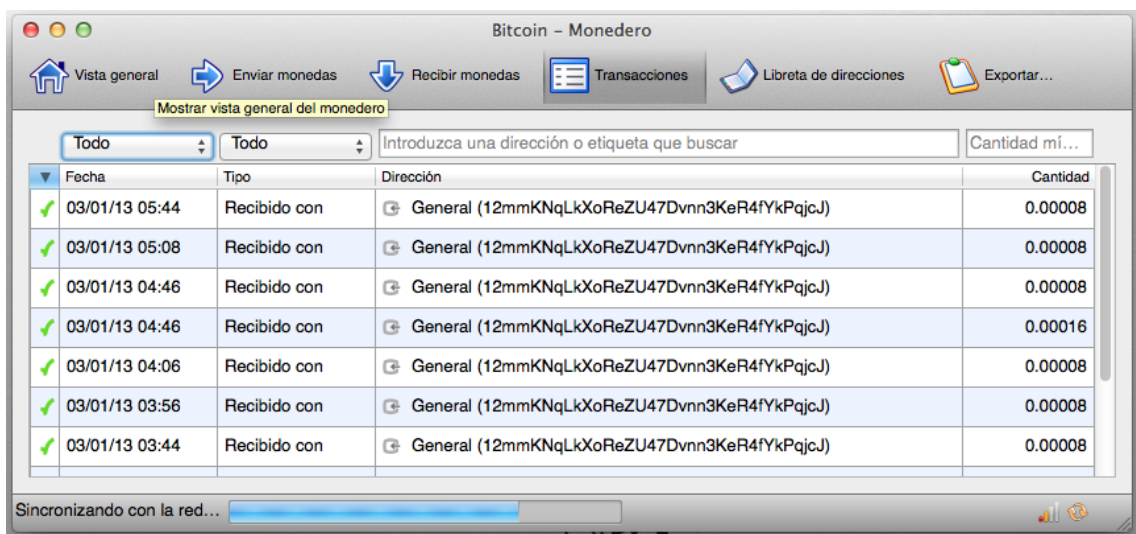 Bitcoin – Monedero
Vista general Enviar monedas Recibir monedas Transacciones Libreta de direcciones Exportar...
Mostrar vista general del monedero
Todo Todo Introduzca una dirección o etiqueta que buscar Cantidad mí...
Fecha Tipo Dirección Cantidad
03/01/13 05:44 Recibido con General (12mmKNqLkXoReZU47Dvnn3KeR4fYkPqjcJ) 0.00008
03/01/13 05:08 Recibido con General (12mmKNqLkXoReZU47Dvnn3KeR4fYkPqjcJ) 0.00008
03/01/13 04:46 Recibido con General (12mmKNqLkXoReZU47Dvnn3KeR4fYkPqjcJ) 0.00008
03/01/13 04:46 Recibido con General (12mmKNqLkXoReZU47Dvnn3KeR4fYkPqjcJ) 0.00016
03/01/13 04:06 Recibido con General (12mmKNqLkXoReZU47Dvnn3KeR4fYkPqjcJ) 0.00008
03/01/13 03:56 Recibido con General (12mmKNqLkXoReZU47Dvnn3KeR4fYkPqjcJ) 0.00008
03/01/13 03:44 Recibido con General (12mmKNqLkXoReZU47Dvnn3KeR4fYkPqjcJ) 0.00008
Sincronizando con la red...